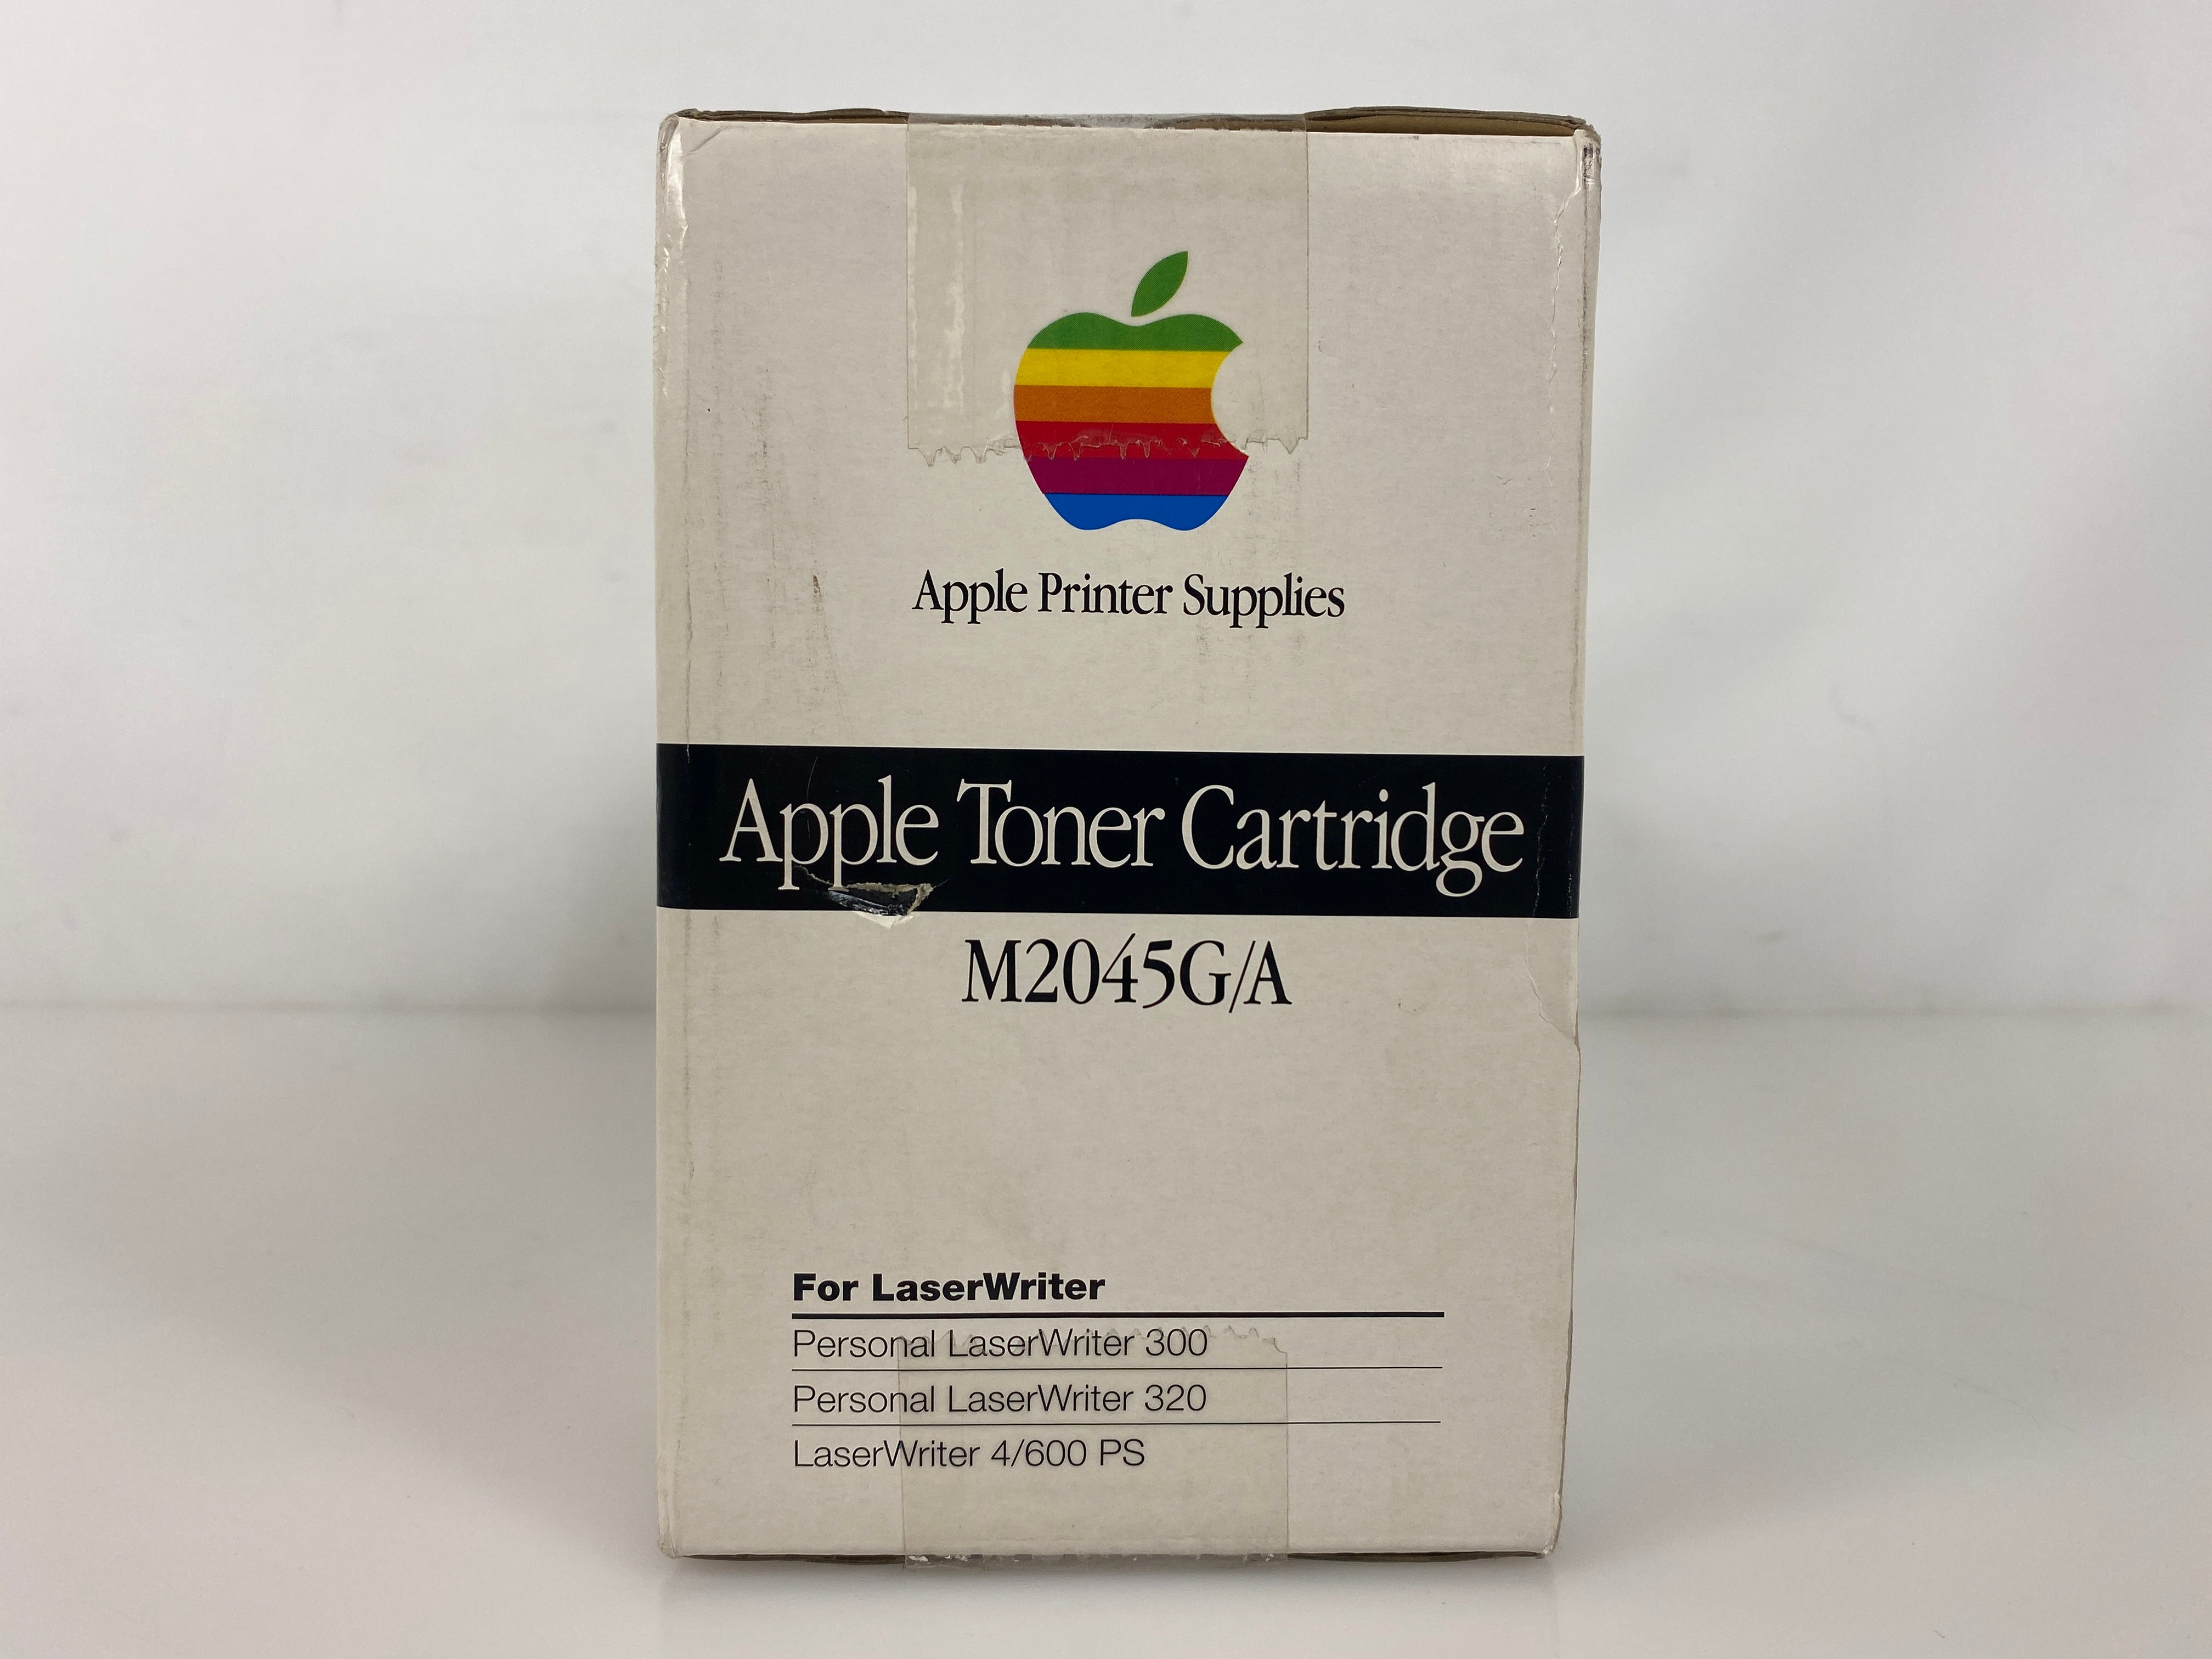 Apple Printer Supplies
Apple Toner Cartridge
M2045G/A
For LaserWriter
Personal LaserWriter 300
Personal LaserWriter 320
LaserWriter 4/600 PS